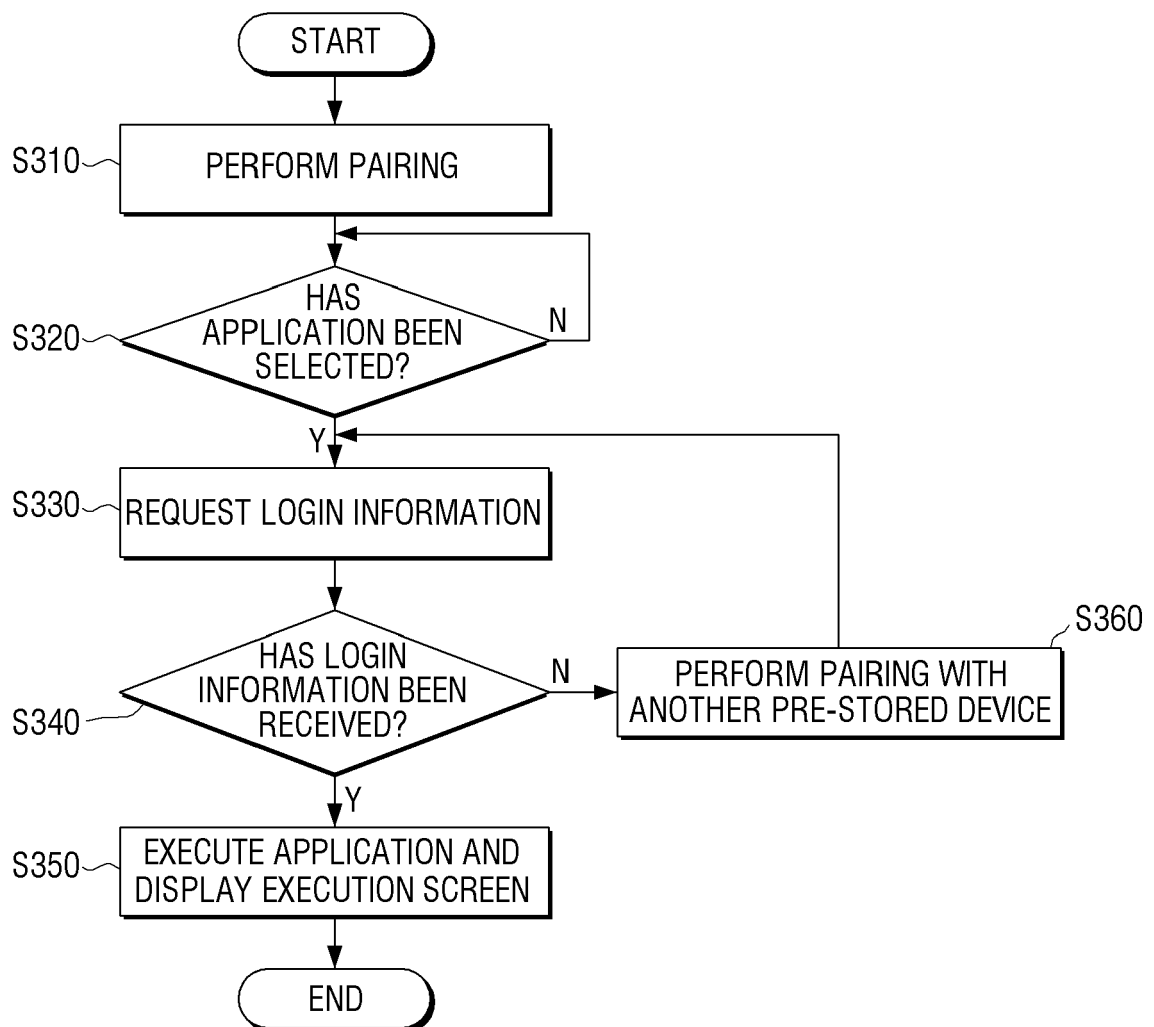 START
S310
PERFORM PAIRING
S320
HAS
APPLICATION BEEN
SELECTED?
N
Y
S330
REQUEST LOGIN INFORMATION
S340
HAS LOGIN
INFORMATION BEEN
RECEIVED?
N
S360
PERFORM PAIRING WITH
ANOTHER PRE-STORED DEVICE
Y
S350
EXECUTE APPLICATION AND
DISPLAY EXECUTION SCREEN
END